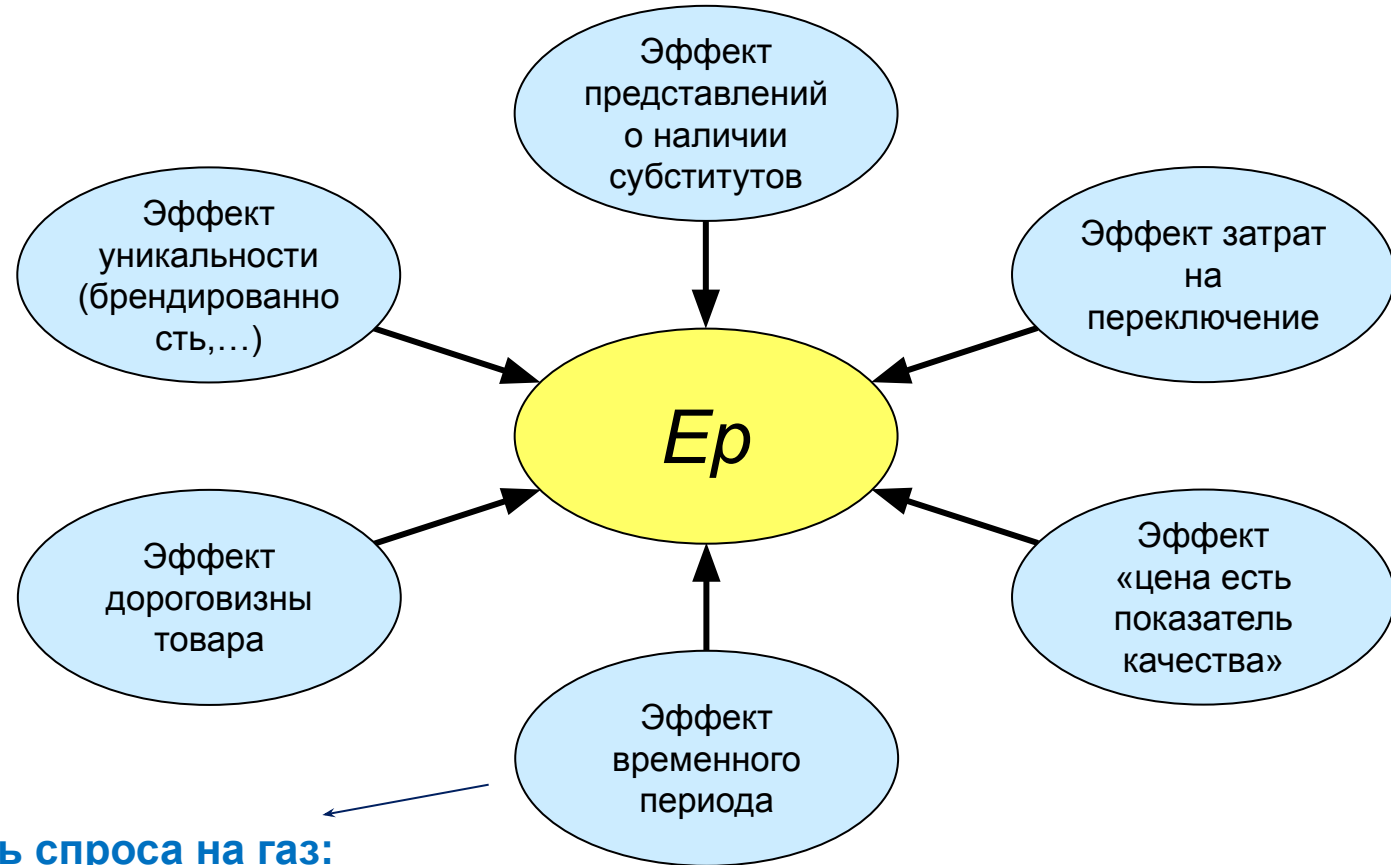 Эффект
представлений
о наличии
субститутов
Эффект
уникальности
(брендированно
сть,…)
Эффект затрат
на
переключение
Ep
Эффект
дороговизны
товара
Эффект
«цена есть
показатель
качества»
Эффект
временного
периода
ь спроса на газ: